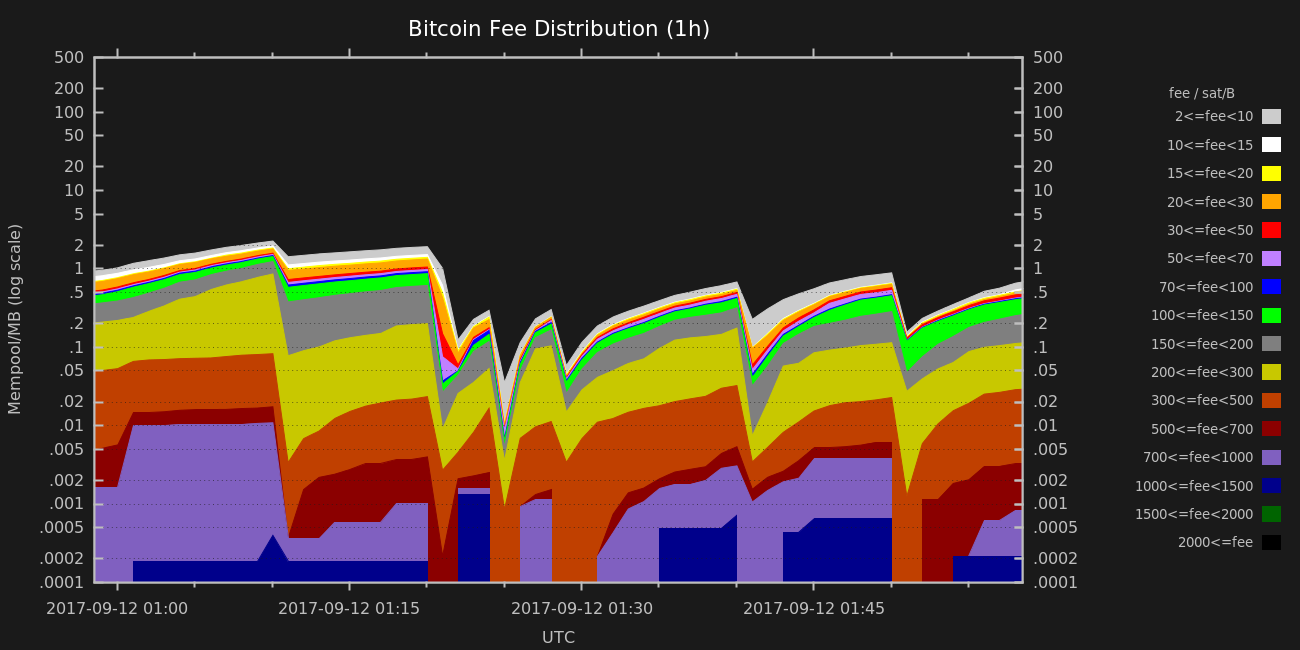 Bitcoin Fee Distribution (1h)
Mempool/MB (log scale)
500
200
100
50
20
10
5
2
1
.5
.2
.1
.05
.02
.01
.005
.002
.001
.0005
.0002
.0001
500
200
100
50
20
10
5
2
1
.5
.2
.1
.05
.02
.01
.005
.002
.001
.0005
.0002
.0001
2017-09-12 01:00
2017-09-12 01:15
2017-09-12 01:30
2017-09-12 01:45
UTC
fee / sat/B
2<=fee<10
10<=fee<15
15<=fee<20
20<=fee<30
30<=fee<50
50<=fee<70
70<=fee<100
100<=fee<150
150<=fee<200
200<=fee<300
300<=fee<500
500<=fee<700
700<=fee<1000
1000<=fee<1500
1500<=fee<2000
2000<=fee